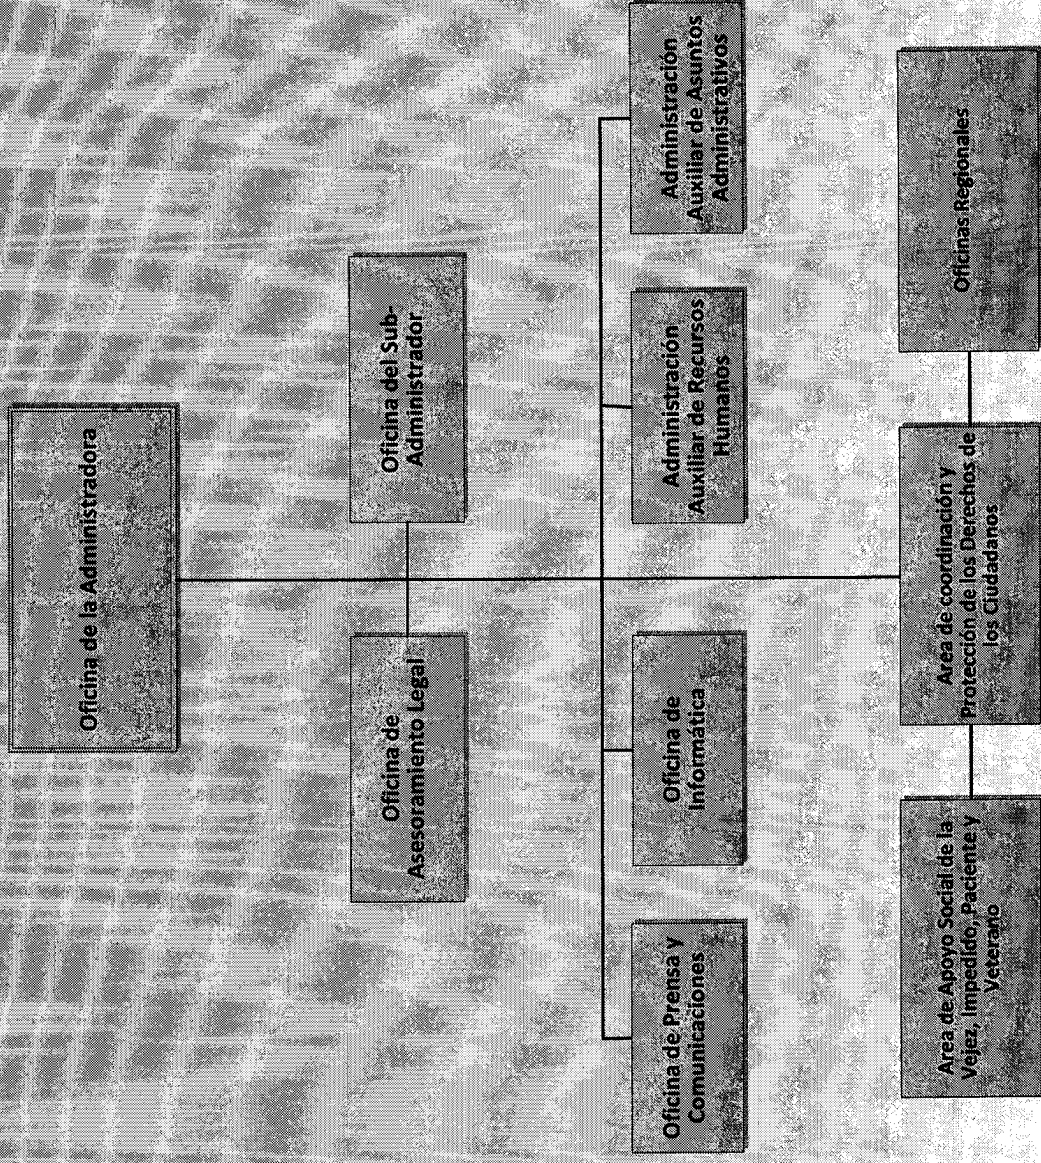 Oficina de la Administradora
Oficina de
Asesoramiento Legal
Oficina del Sub-
Administrador
Oficina de Prensa y
Comunicaciones
Oficina de
Informática
Administración
Auxiliar de Recursos
Humanos
Administración
Auxiliar de Asuntos
Administrativos
Area de Apoyo Social de la
Vejez, Impedido, Paciente y
Veterano
Area de coordinación y
Protección de los Derechos de
los Ciudadanos
Oficinas Regionales